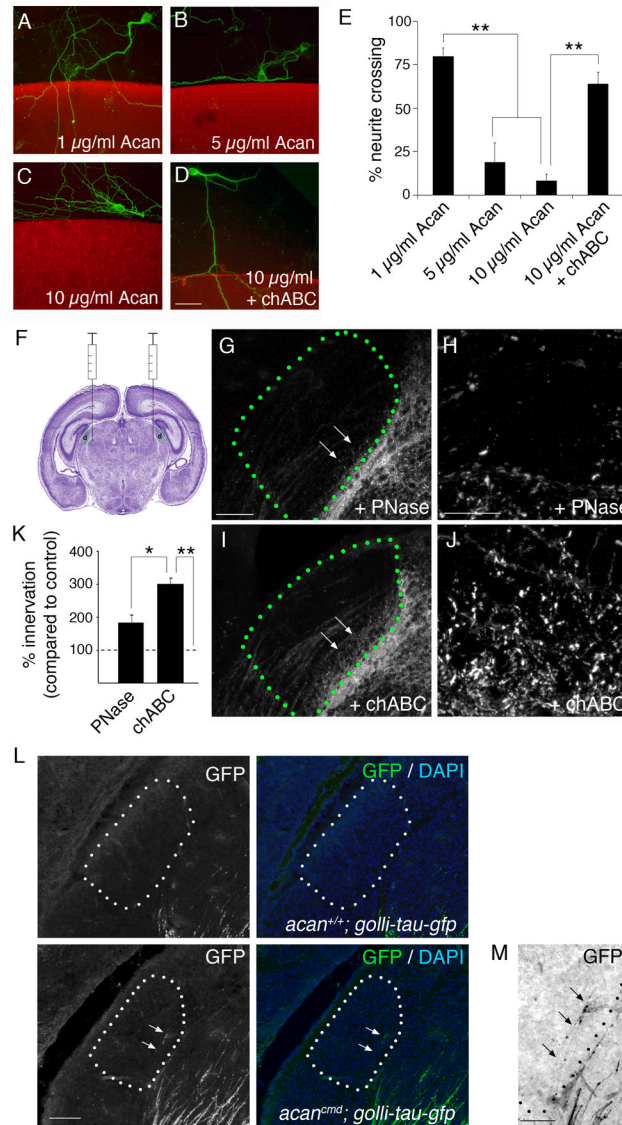 A
1 µg/ml Acan
B
5 µg/ml Acan
C
10 µg/ml Acan
D
10 µg/ml
+ chABC
E
% neurite crossing
100
75
50
25
0
**
**
1 µg/ml Acan
5 µg/ml Acan
10 µg/ml Acan
10 µg/ml Acan
+ chABC
F
G
+ PNase
H
+ PNase
I
+ chABC
J
+ chABC
K
% innervation
(compared to control)
400
300
200
100
*
**
PNase
chABC
L
GFP
GFP / DAPI
acan+/+; golli-tau-gfp
GFP
GFP / DAPI
acancmd; golli-tau-gfp
M
GFP